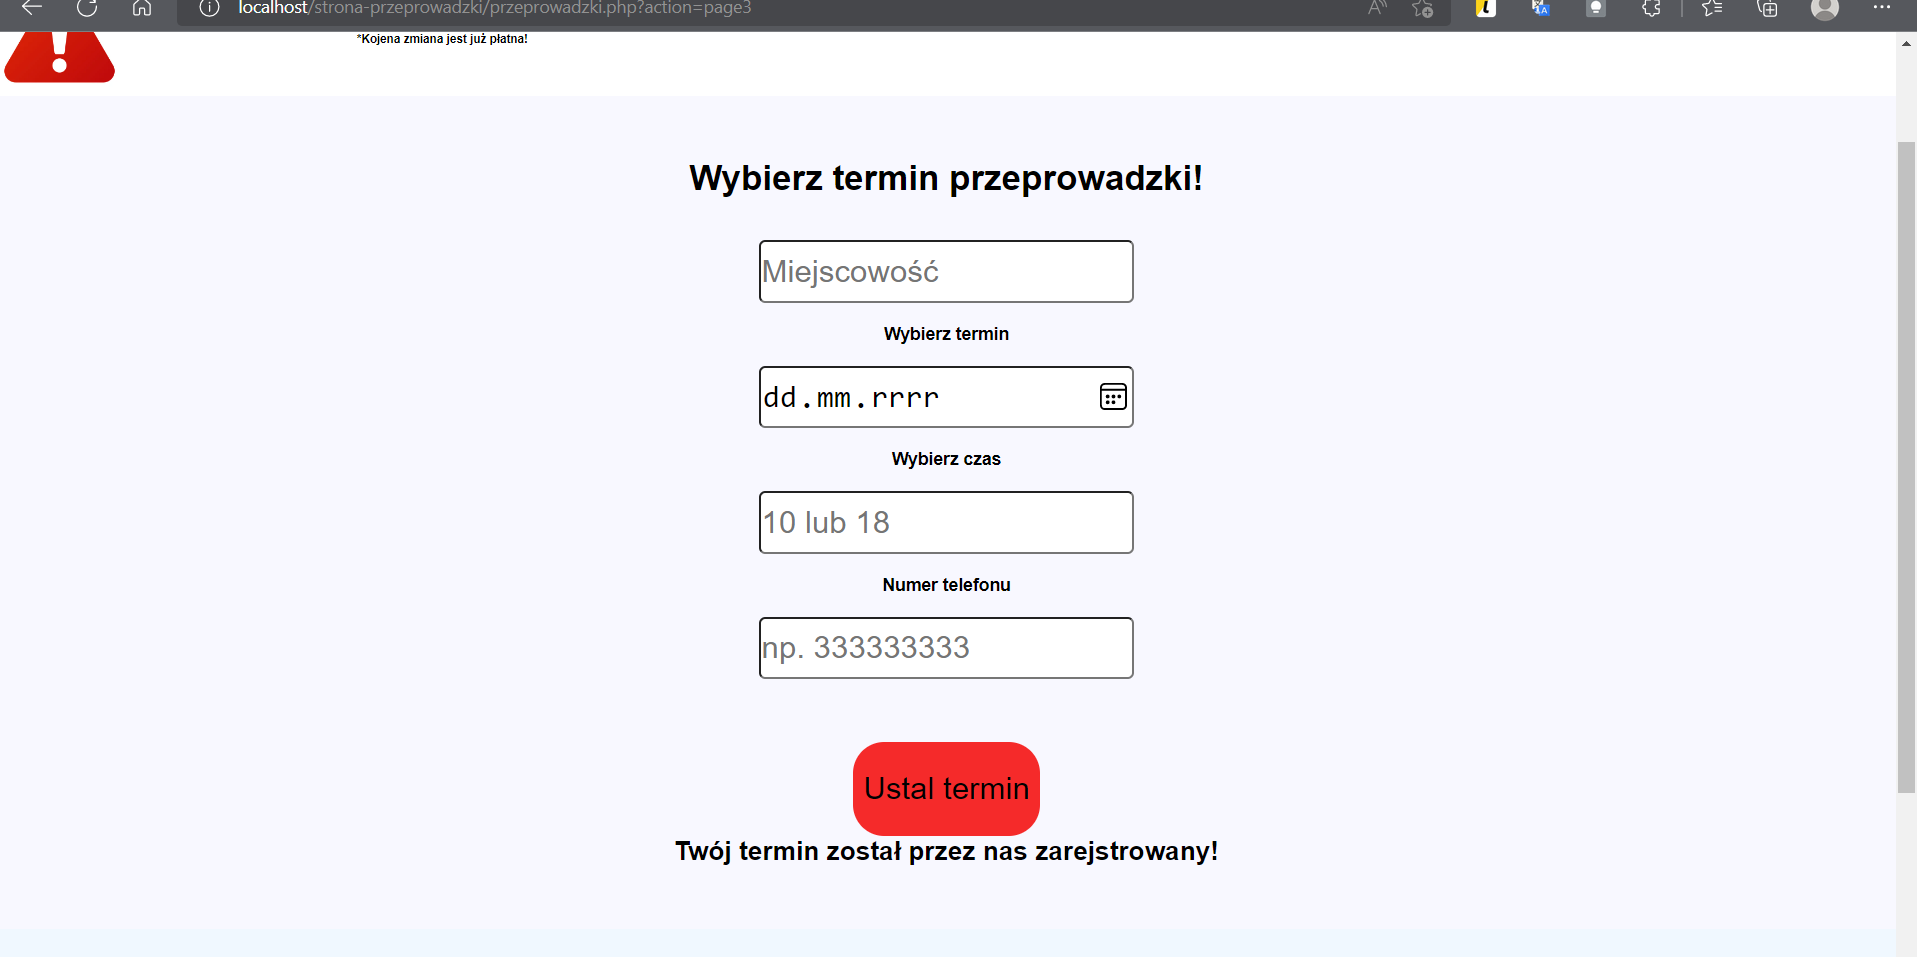 localhost/strona-przeprowadzki/przeprowadzki.php?action=page3
*Kojena zmiana jest już płatna!
Wybierz termin przeprowadzki!
Miejscowość
Wybierz termin
dd.mm.rrrr
Wybierz czas
10 lub 18
Numer telefonu
np. 333333333
Ustal termin
Twój termin został przez nas zarejstrowany!